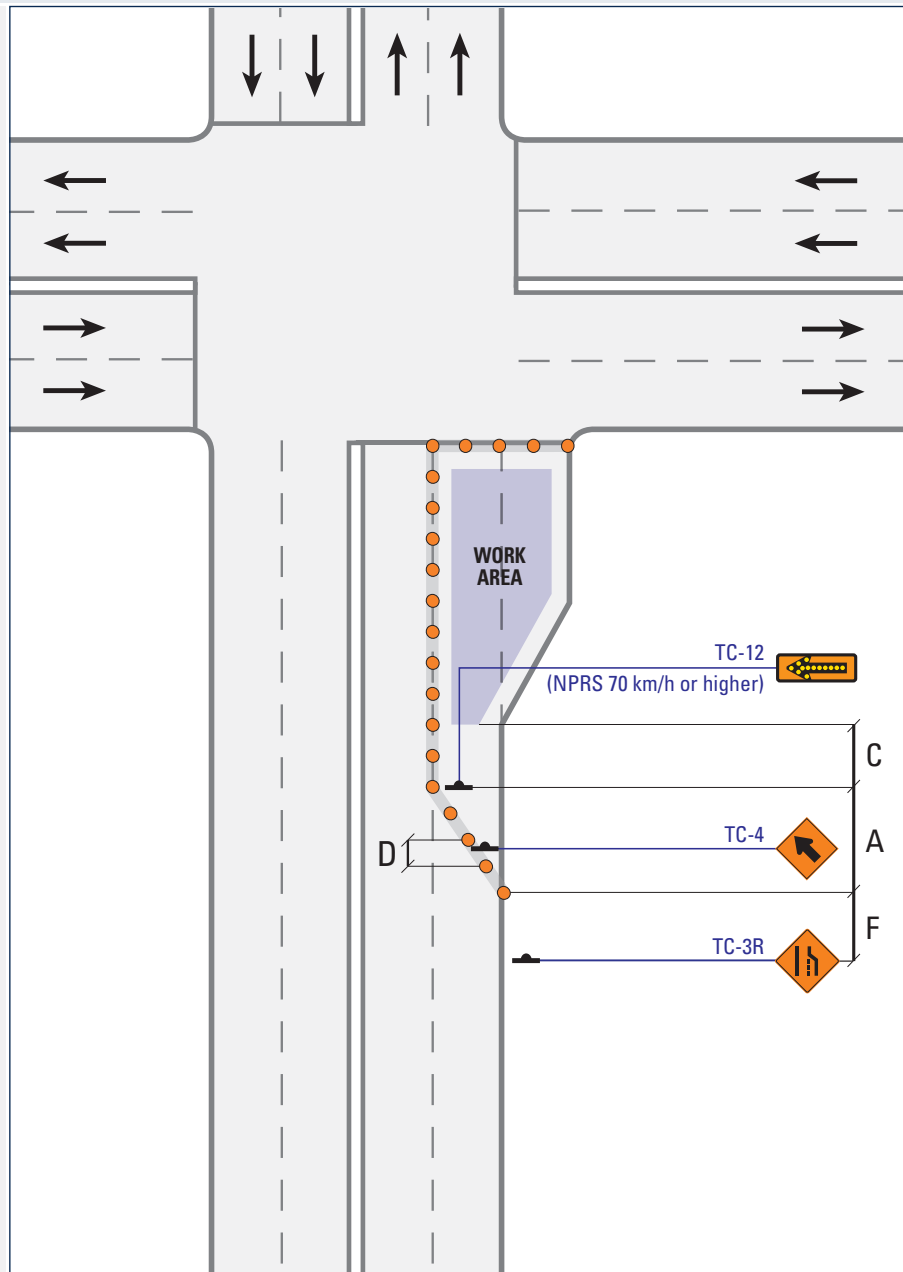 WORK
AREA
TC-12
(NPRS 70 km/h or higher)
C
D
TC-4
A
TC-3R
F